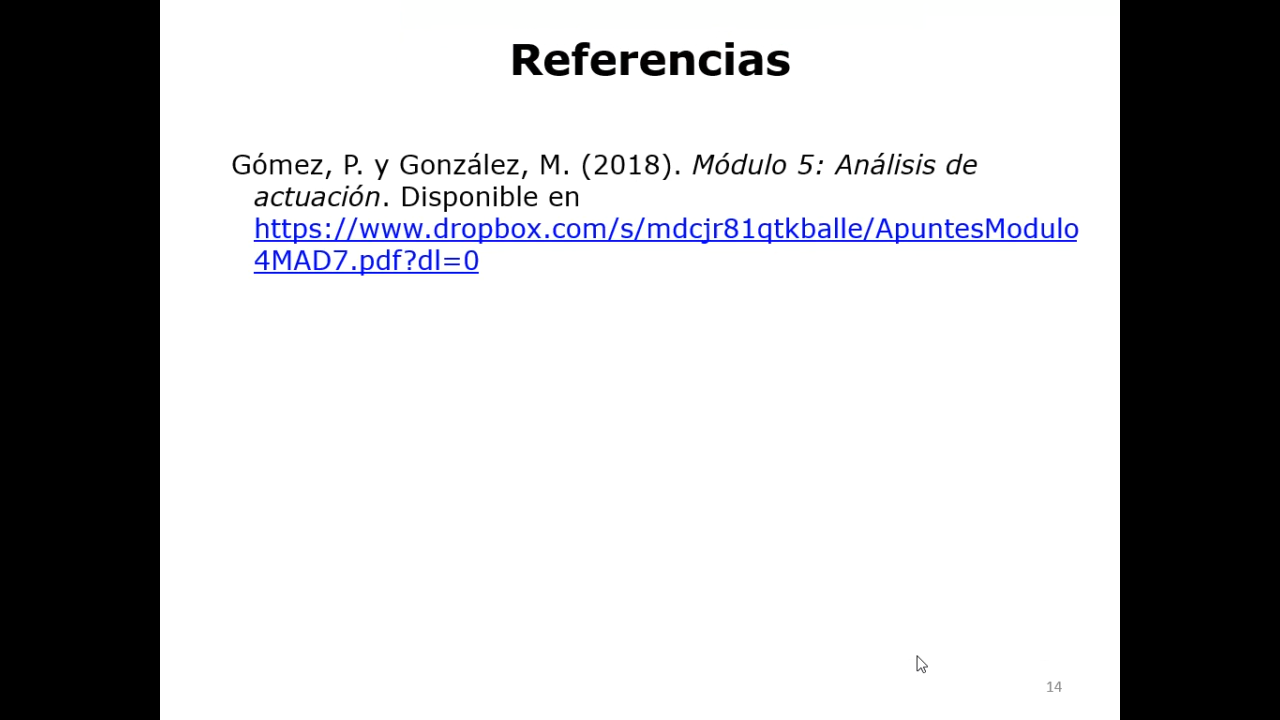 Referencias
Gómez, P. y González, M. (2018). Módulo 5: Análisis de
actuación. Disponible en
https://www.dropbox.com/s/mdcjr81qtkballe/ApuntesModulo
4MAD7.pdf?dl=0
14